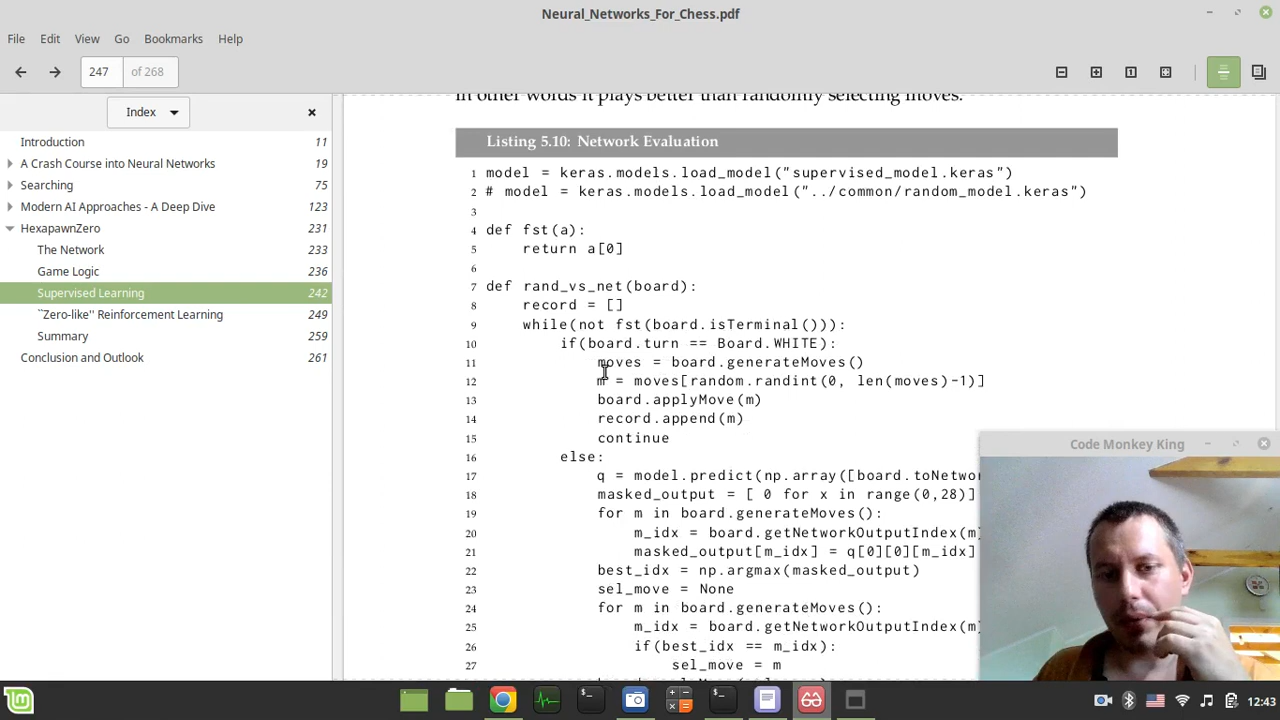 Neural_Networks_For_Chess.pdf
File Edit View Go Bookmarks Help
247 of 268
Index
Introduction 11
A Crash Course into Neural Networks 19
Searching 75
Modern AI Approaches - A Deep Dive 123
HexapawnZero 231
The Network 233
Game Logic 236
Supervised Learning 242
``Zero-like'' Reinforcement Learning 249
Summary 259
Conclusion and Outlook 261
in other words it plays better than randomly selecting moves.
Listing 5.10: Network Evaluation
1 model = keras.models.load_model("supervised_model.keras")
2 # model = keras.models.load_model("../common/random_model.keras")
3
4 def fst(a):
5 return a[0]
6
7 def rand_vs_net(board):
8 record = []
9 while(not fst(board.isTerminal())):
10 if(board.turn == Board.WHITE):
11 moves = board.generateMoves()
12 m = moves[random.randint(0, len(moves)-1)]
13 board.applyMove(m)
14 record.append(m)
15 continue
16 else:
17 q = model.predict(np.array([board.toNetwo
18 masked_output = [ 0 for x in range(0,28)]
19 for m in board.generateMoves():
20 m_idx = board.getNetworkOutputIndex(m)
21 masked_output[m_idx] = q[0][0][m_idx]
22 best_idx = np.argmax(masked_output)
23 sel_move = None
24 for m in board.generateMoves():
25 m_idx = board.getNetworkOutputIndex(m)
26 if(best_idx == m_idx):
27 sel_move = m
Code Monkey King
12:43